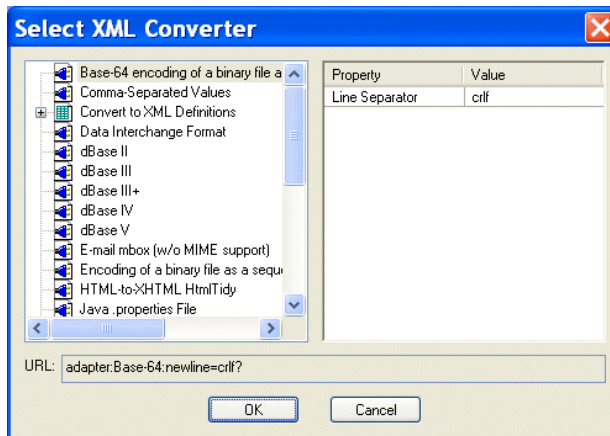 Select XML Converter
Base-64 encoding of a binary file a
Comma-Separated Values
Convert to XML Definitions
Data Interchange Format
dBase II
dBase III
dBase III+
dBase IV
dBase V
E-mail mbox (w/o MIME support)
Encoding of a binary file as a sequ
HTML-to-XHTML HtmlTidy
Java .properties File
Property Value
Line Separator crlf
URL: adapter:Base-64:newline=crlf?
OK Cancel